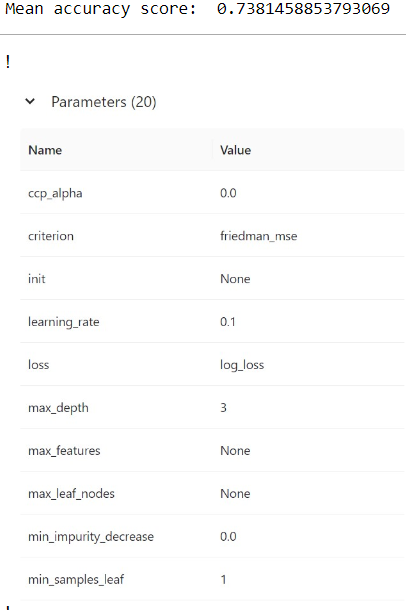 Mean accuracy score: 0.7381458853793069
!
Parameters (20)
Name Value
ccp_alpha 0.0
criterion friedman_mse
init None
learning_rate 0.1
loss log_loss
max_depth 3
max_features None
max_leaf_nodes None
min_impurity_decrease 0.0
min_samples_leaf 1